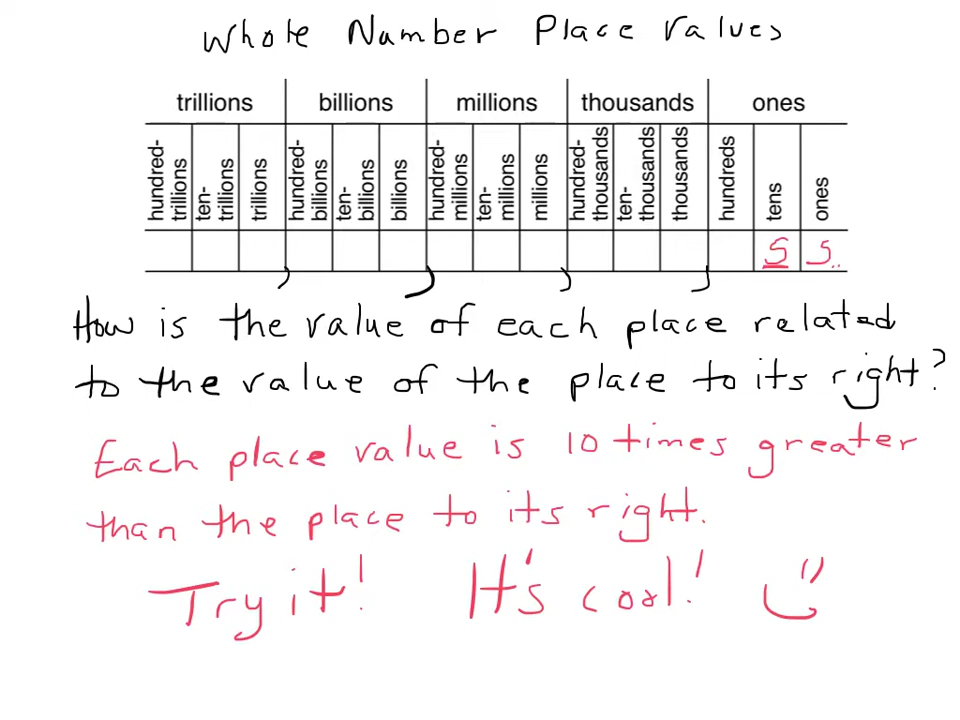 Whole Number Place Values
trillions billions millions thousands ones
hundred-trillions ten-trillions trillions hundred-billions ten-billions billions hundred-millions ten-millions millions hundred-thousands ten-thousands thousands hundreds tens ones
5 5
How is the value of each place related
to the value of the place to its right?
Each place value is 10 times greater
than the place to its right.
Try it! It's cool!